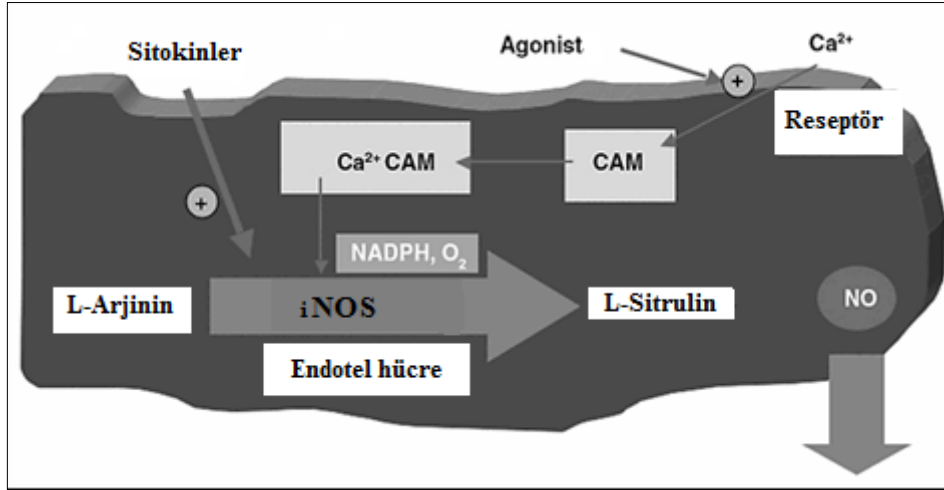 Sitokinler
Agonist
Ca²⁺
+
Reseptör
Ca²⁺ CAM
CAM
+
NADPH, O₂
L-Arjinin
iNOS
L-Sitrulin
NO
Endotel hücre